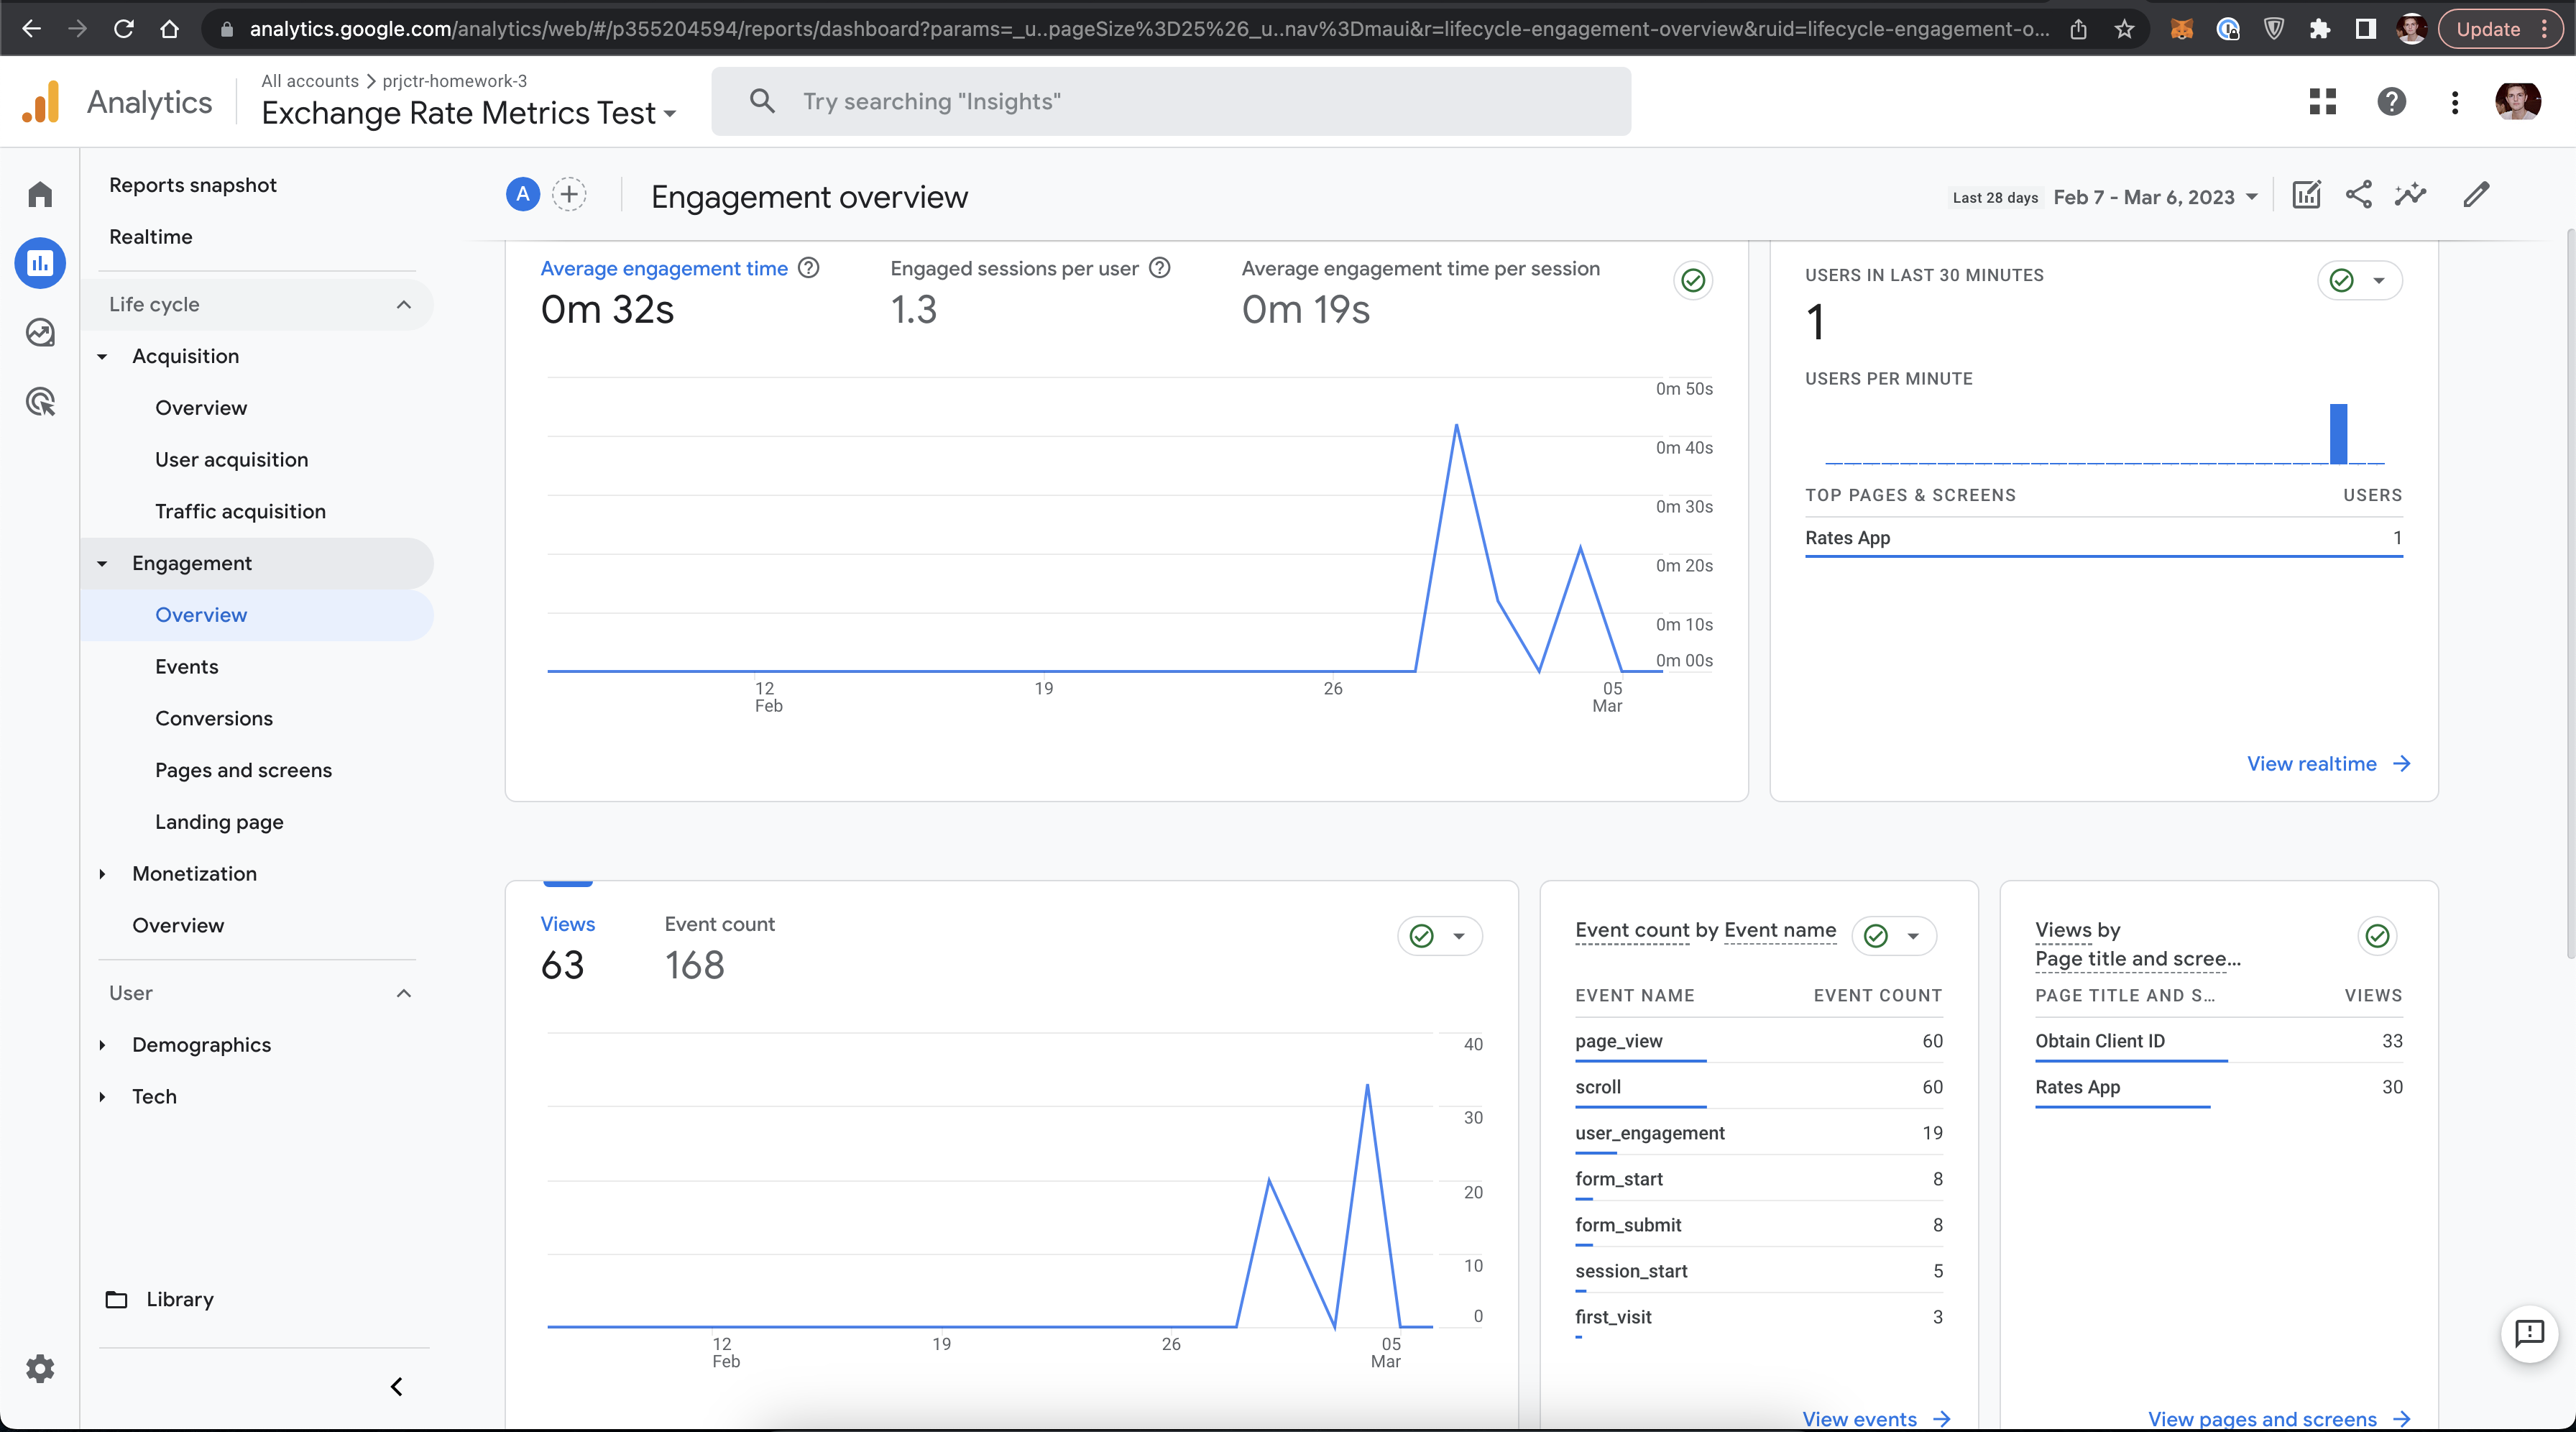 analytics.google.com/analytics/web/#/p355204594/reports/dashboard?params=_u..pageSize%3D25%26_u..nav%3Dmaui&r=lifecycle-engagement-overview&ruid=lifecycle-engagement-o...
Update
Analytics
All accounts > prjctr-homework-3
Exchange Rate Metrics Test
Try searching "Insights"
Reports snapshot
Realtime
Life cycle
Acquisition
Overview
User acquisition
Traffic acquisition
Engagement
Overview
Events
Conversions
Pages and screens
Landing page
Monetization
Overview
User
Demographics
Tech
Library
A
Engagement overview
Last 28 days Feb 7 - Mar 6, 2023
Average engagement time
0m 32s
Engaged sessions per user
1.3
Average engagement time per session
0m 19s
0m 50s
0m 40s
0m 30s
0m 20s
0m 10s
0m 00s
12 19 26 05
Feb Mar
USERS IN LAST 30 MINUTES
1
USERS PER MINUTE
TOP PAGES & SCREENS USERS
Rates App 1
View realtime
Views Event count
63 168
40
30
20
10
0
12 19 26 05
Feb Mar
Event count by Event name
EVENT NAME EVENT COUNT
page_view 60
scroll 60
user_engagement 19
form_start 8
form_submit 8
session_start 5
first_visit 3
View events
Views by
Page title and scree...
PAGE TITLE AND S... VIEWS
Obtain Client ID 33
Rates App 30
View pages and screens